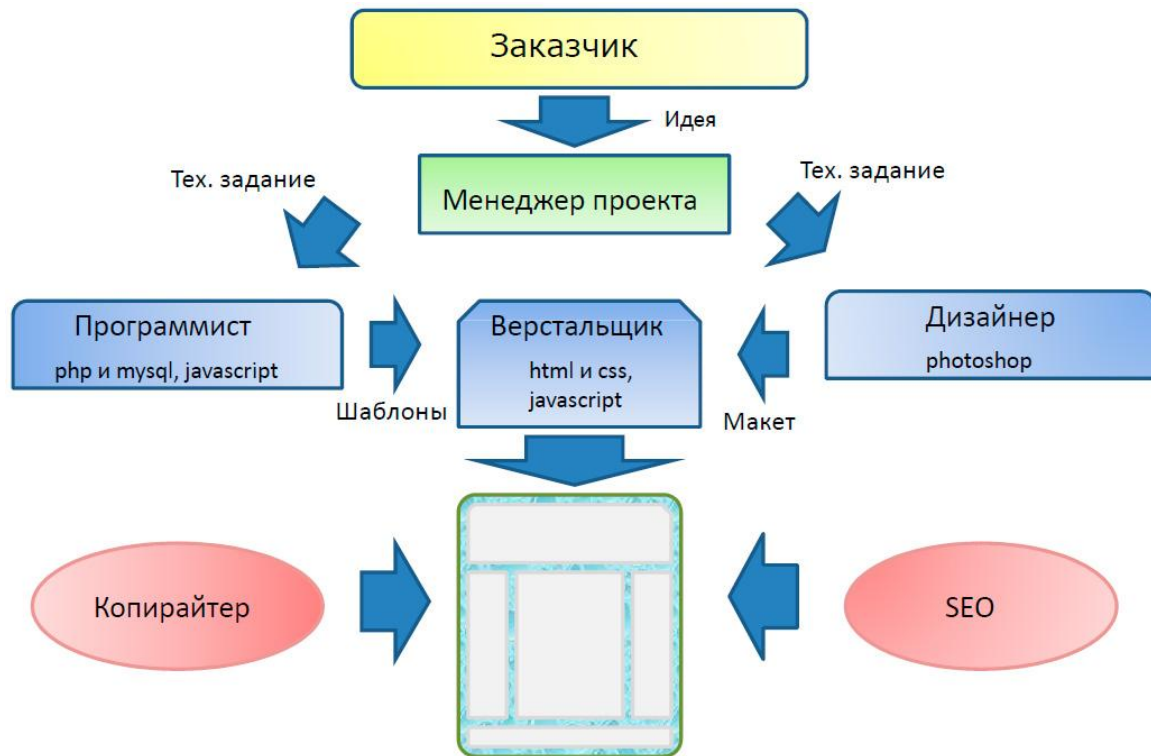 Заказчик
Идея
Тех. задание
Тех. задание
Менеджер проекта
Программист
php и mysql, javascript
Верстальщик
html и css,
javascript
Дизайнер
photoshop
Шаблоны
Макет
Копирайтер
SEO